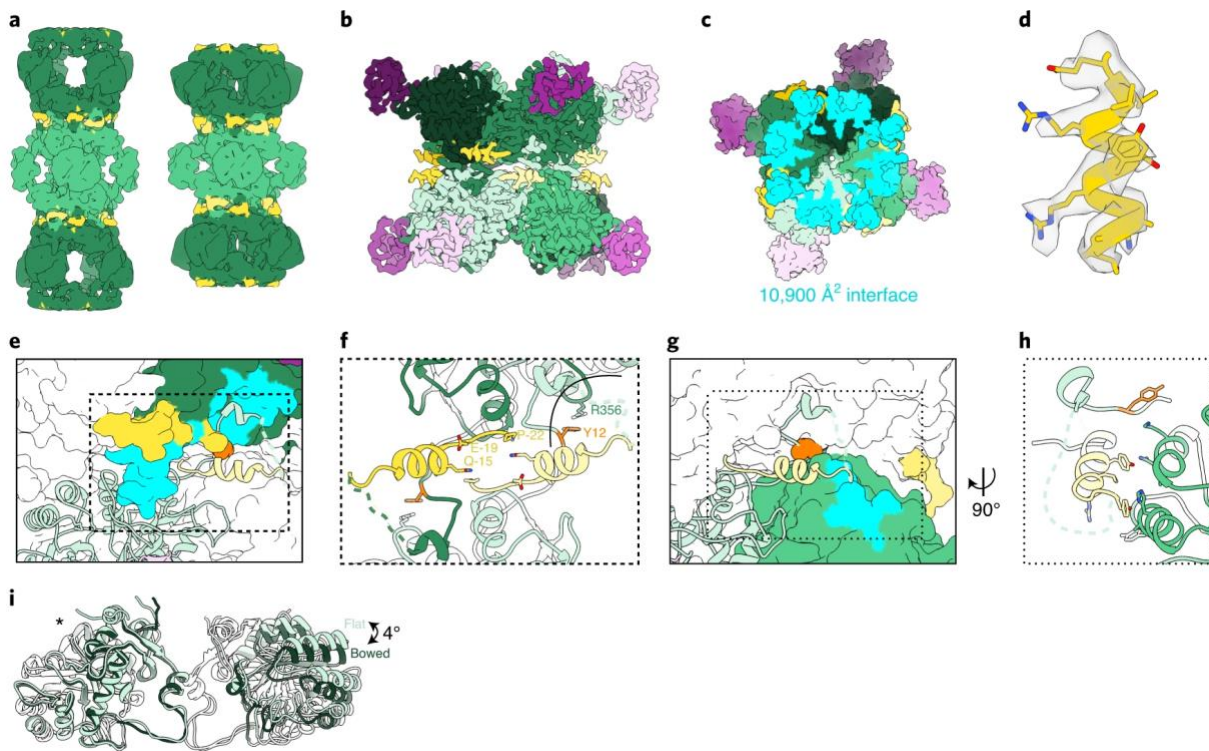 a
b
c
d
10,900 Å² interface
e
f
R356
P-22
Y12
E-19
Q-15
g
h
90°
i
*
Flat
4°
Bowed